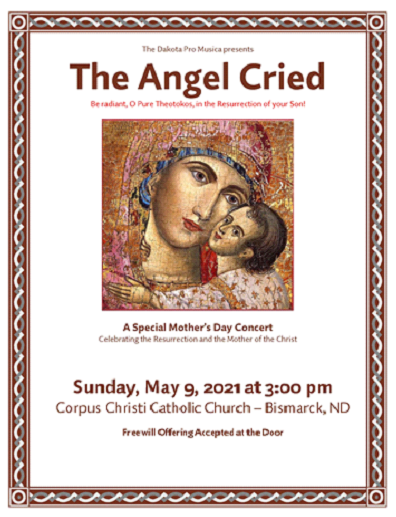 The Dakota Pro Musica presents
The Angel Cried
Be radiant, O Pure Theotokos, in the Resurrection of your Son!
A Special Mother's Day Concert
Celebrating the Resurrection and the Mother of the Christ
Sunday, May 9, 2021 at 3:00 pm
Corpus Christi Catholic Church – Bismarck, ND
Freewill Offering Accepted at the Door